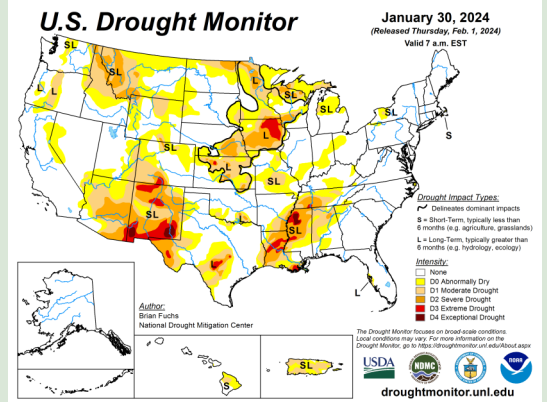 U.S. Drought Monitor
January 30, 2024
(Released Thursday, Feb. 1, 2024)
Valid 7 a.m. EST
SL
SL
L
L
L
SL
SL
SL
L
S
SL
L
SL
SL
L
SL
L
S
SL
Drought Impact Types:
Delineates dominant impacts
S = Short-Term, typically less than
6 months (e.g. agriculture, grasslands)
L = Long-Term, typically greater than
6 months (e.g. hydrology, ecology)
Intensity:
None
D0 Abnormally Dry
D1 Moderate Drought
D2 Severe Drought
D3 Extreme Drought
D4 Exceptional Drought
Author:
Brian Fuchs
National Drought Mitigation Center
The Drought Monitor focuses on broad-scale conditions.
Local conditions may vary. For more information on the
Drought Monitor, go to https://droughtmonitor.unl.edu/About.aspx
USDA
NDMC
NOAA
droughtmonitor.unl.edu